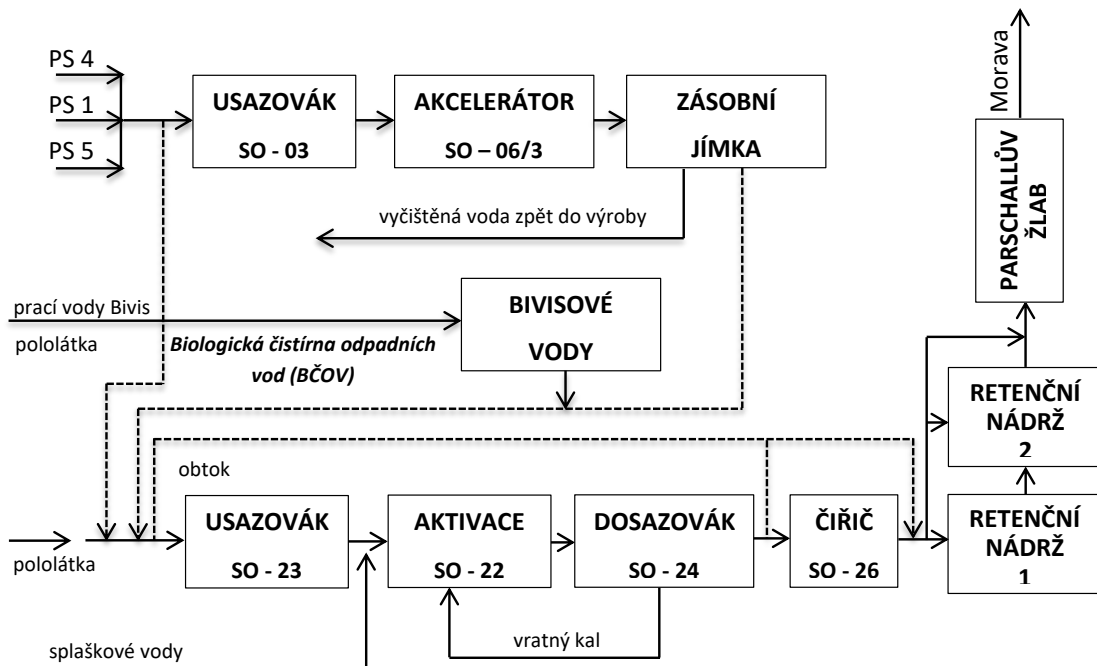 PS 4
PS 1
PS 5
USAZOVÁK
SO - 03
AKCELERÁTOR
SO – 06/3
ZÁSOBNÍ
JÍMKA
Morava
PARSCHALLŮV
ŽLAB
vyčištěná voda zpět do výroby
prací vody Bivis
pololátka
BIVISOVÉ
VODY
Biologická čistírna odpadních
vod (BČOV)
RETENČNÍ
NÁDRŽ
2
obtok
pololátka
USAZOVÁK
SO - 23
AKTIVACE
SO - 22
DOSAZOVÁK
SO - 24
ČIŘIČ
SO - 26
RETENČNÍ
NÁDRŽ
1
vratný kal
splaškové vody